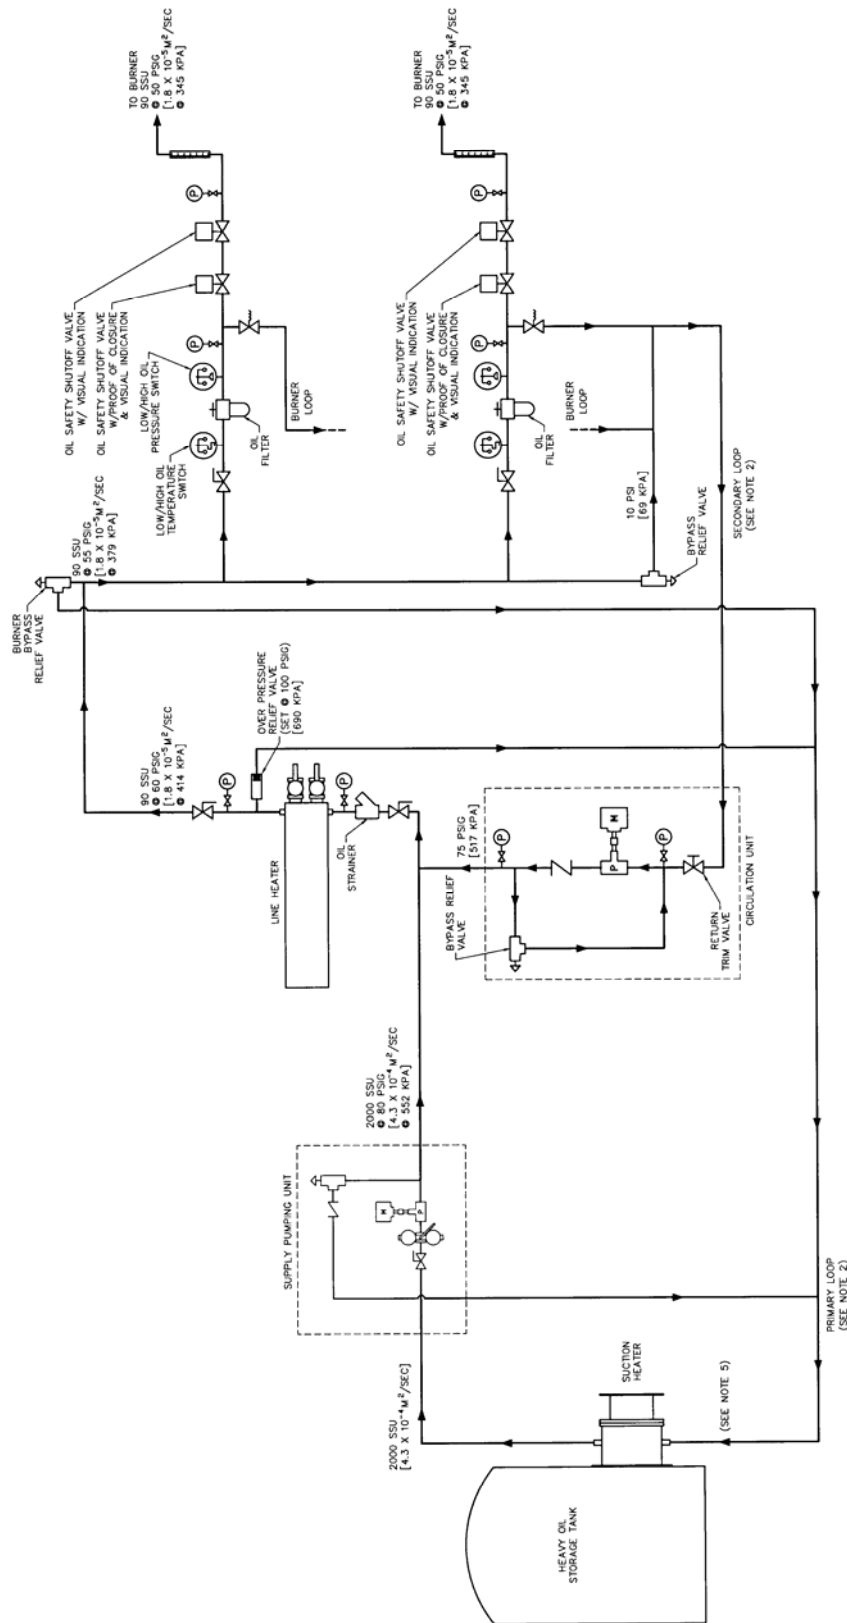 TO BURNER
90 SSU
@ 50 PSIG
[1.8 X 10⁻⁵M²/SEC
@ 345 KPA]
OIL SAFETY SHUTOFF VALVE
W/ VISUAL INDICATION
OIL SAFETY SHUTOFF VALVE
W/PROOF OF CLOSURE
& VISUAL INDICATION
LOW/HIGH OIL
PRESSURE SWITCH
LOW/HIGH OIL
TEMPERATURE
SWITCH
OIL
FILTER
BURNER
LOOP
P
P
TO BURNER
90 SSU
@ 50 PSIG
[1.8 X 10⁻⁵M²/SEC
@ 345 KPA]
OIL SAFETY SHUTOFF VALVE
W/ VISUAL INDICATION
OIL SAFETY SHUTOFF VALVE
W/PROOF OF CLOSURE
& VISUAL INDICATION
OIL
FILTER
BURNER
LOOP
P
P
90 SSU
@ 55 PSIG
[1.8 X 10⁻⁵M²/SEC
@ 379 KPA]
BURNER
BYPASS
RELIEF VALVE
10 PSI
[69 KPA]
BYPASS
RELIEF VALVE
SECONDARY LOOP
(SEE NOTE 2)
90 SSU
@ 60 PSIG
[1.8 X 10⁻⁵M²/SEC
@ 414 KPA]
P
OVER PRESSURE
RELIEF VALVE
(SET @ 100 PSIG)
[690 KPA]
P
LINE HEATER
OIL
STRAINER
75 PSIG
[517 KPA]
P
M
P
P
BYPASS RELIEF
VALVE
RETURN
TRIM VALVE
CIRCULATION UNIT
2000 SSU
@ 80 PSIG
[4.3 X 10⁻⁴M²/SEC
@ 552 KPA]
SUPPLY PUMPING UNIT
M
P
2000 SSU
[4.3 X 10⁻⁴M²/SEC]
SUCTION
HEATER
(SEE NOTE 5)
PRIMARY LOOP
(SEE NOTE 2)
HEAVY OIL
STORAGE TANK